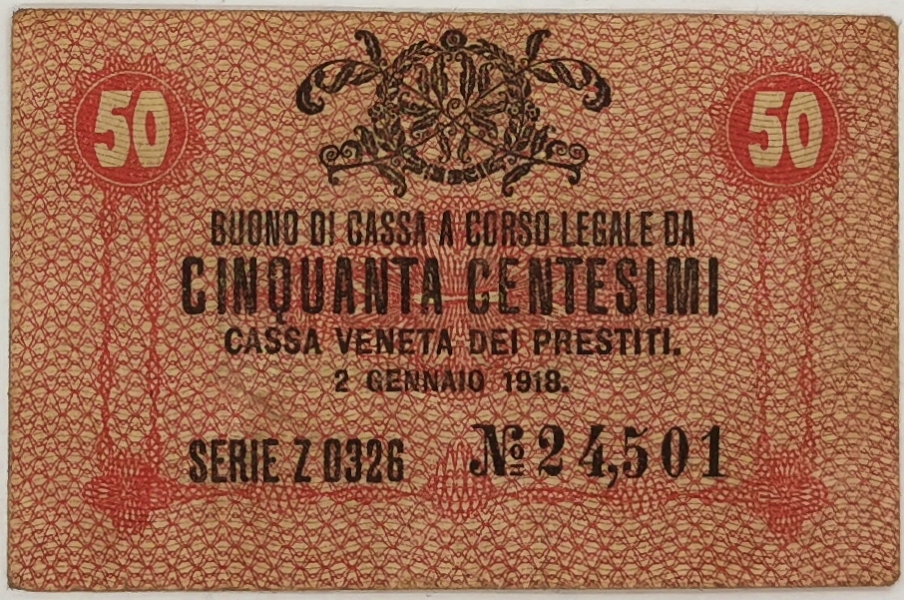 50 50
BUONO DI CASSA A CORSO LEGALE DA
CINQUANTA CENTESIMI
CASSA VENETA DEI PRESTITI.
2 GENNAIO 1918.
SERIE Z 0326 № 24,501